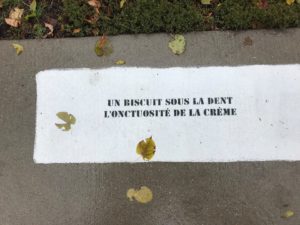 UN BISCUIT SOUS LA DENT
L'ONCTUOSITÉ DE LA CRÈME